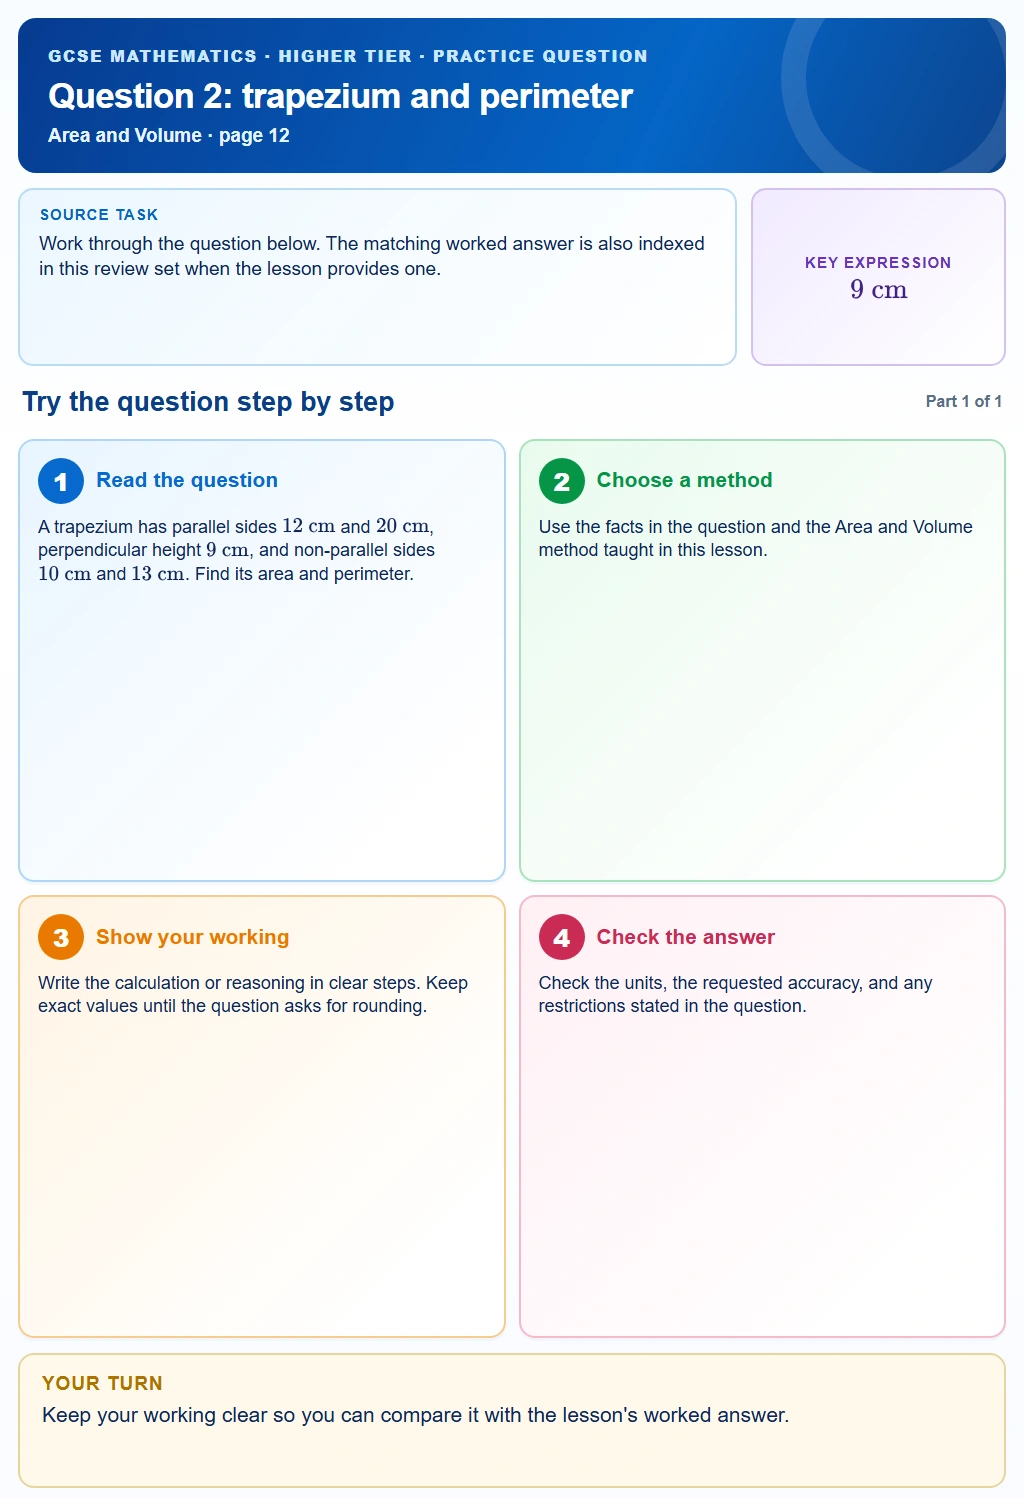 GCSE MATHEMATICS · HIGHER TIER · PRACTICE QUESTION
Question 2: trapezium and perimeter
Area and Volume · page 12
SOURCE TASK
Work through the question below. The matching worked answer is also indexed
in this review set when the lesson provides one.
KEY EXPRESSION
9 cm
Try the question step by step
Part 1 of 1
1 Read the question
A trapezium has parallel sides 12 cm and 20 cm,
perpendicular height 9 cm, and non-parallel sides
10 cm and 13 cm. Find its area and perimeter.
2 Choose a method
Use the facts in the question and the Area and Volume
method taught in this lesson.
3 Show your working
Write the calculation or reasoning in clear steps. Keep
exact values until the question asks for rounding.
4 Check the answer
Check the units, the requested accuracy, and any
restrictions stated in the question.
YOUR TURN
Keep your working clear so you can compare it with the lesson's worked answer.